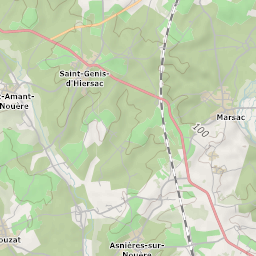 Saint-Genis-
d'Hiersac
t-Amant-
Nouère
Marsac
100
Asnières-sur-
Nouère
ouzat